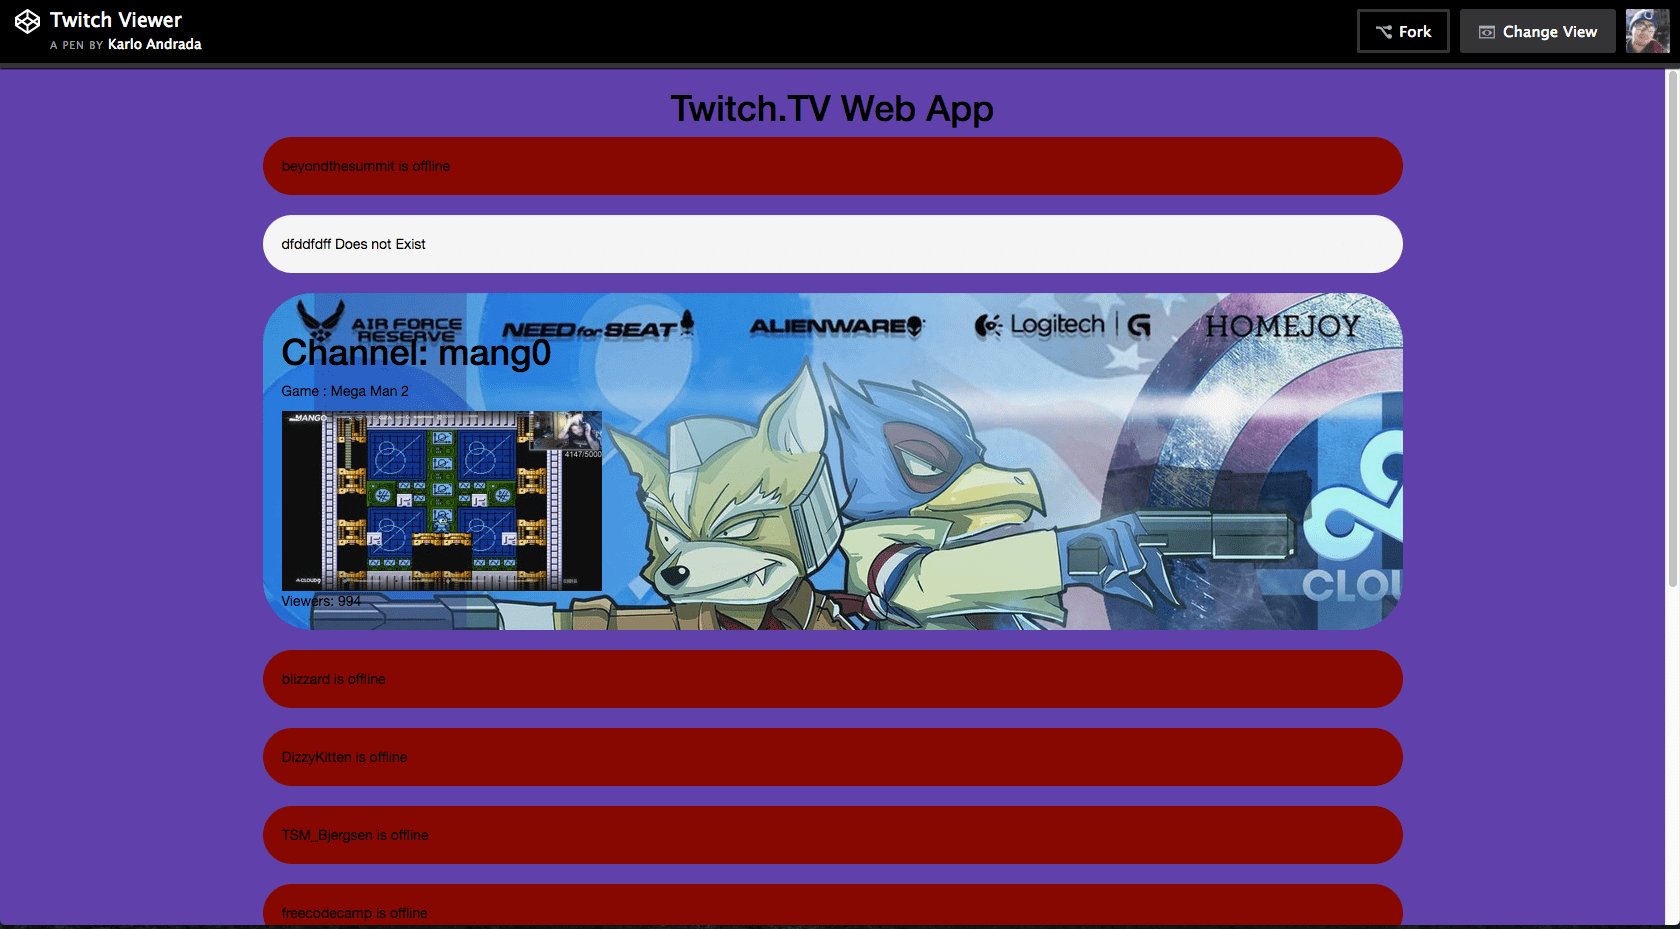 Twitch Viewer
A PEN BY Karlo Andrada
Fork
Change View
Twitch.TV Web App
beyondthesummit is offline
dfddfdff Does not Exist
AIR FORCE
RESERVE
NEED for SEAT
ALIENWARE
Logitech | G
HOMEJOY
Channel: mang0
Game : Mega Man 2
MANGO
4147/5000
CLOUD9
CLOU
Viewers: 994
blizzard is offline
DizzyKitten is offline
TSM_Bjergsen is offline
freecodecamp is offline